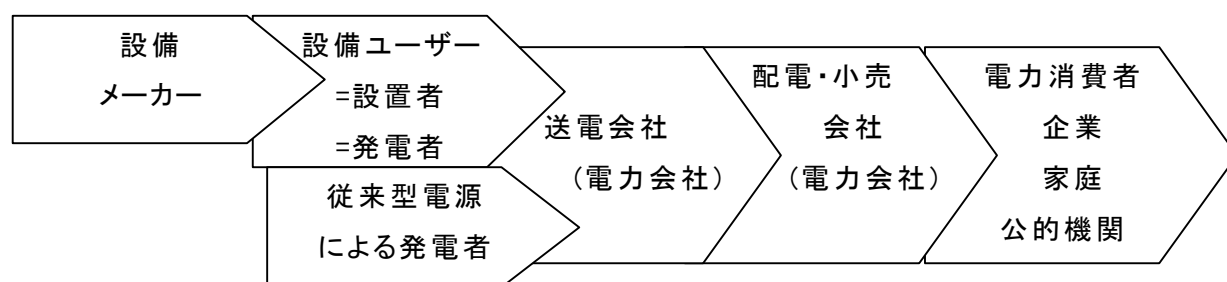 設備
メーカー
設備ユーザー
=設置者
=発電者
従来型電源
による発電者
送電会社
（電力会社）
配電・小売
会社
（電力会社）
電力消費者
企業
家庭
公的機関